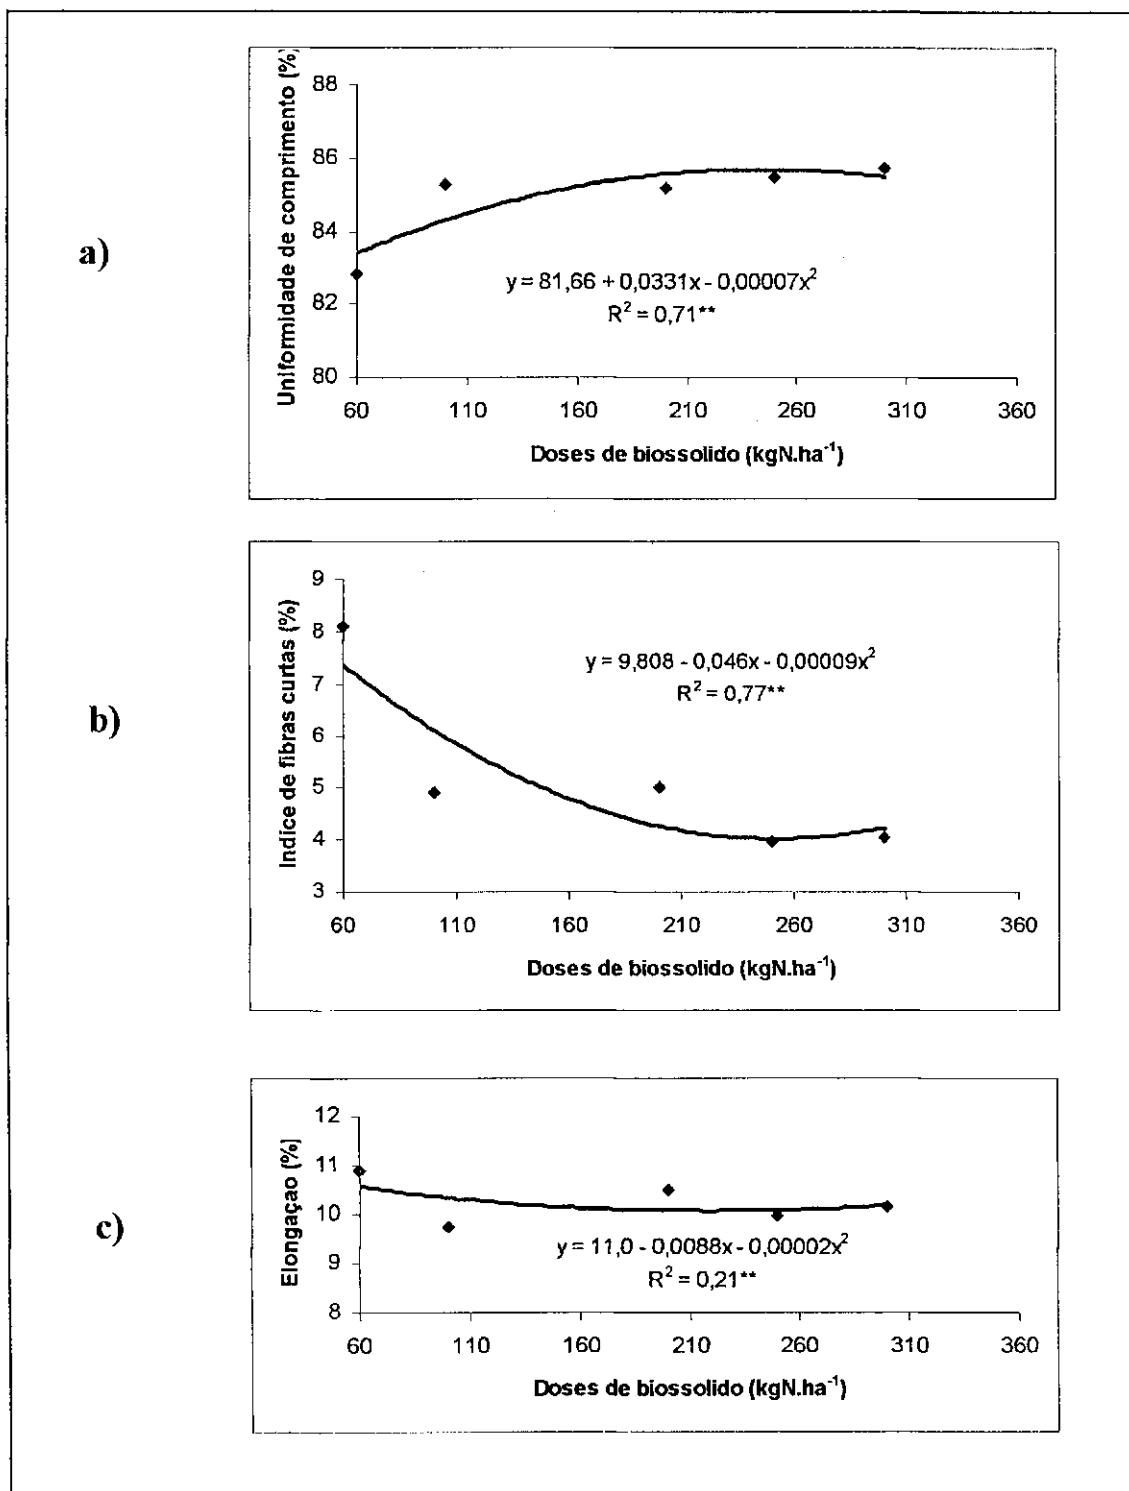 a)
Uniformidade de comprimento (%)
88
86
84
82
80
y = 81,66 + 0,0331x - 0,00007x²
R² = 0,71**
60 110 160 210 260 310 360
Doses de biossolido (kgN.ha⁻¹)
b)
Indice de fibras curtas (%)
9
8
7
6
5
4
3
y = 9,808 - 0,046x - 0,00009x²
R² = 0,77**
60 110 160 210 260 310 360
Doses de biossolido (kgN.ha⁻¹)
c)
Elongaçao (%)
12
11
10
9
8
y = 11,0 - 0,0088x - 0,00002x²
R² = 0,21**
60 110 160 210 260 310 360
Doses de biossolido (kgN.ha⁻¹)